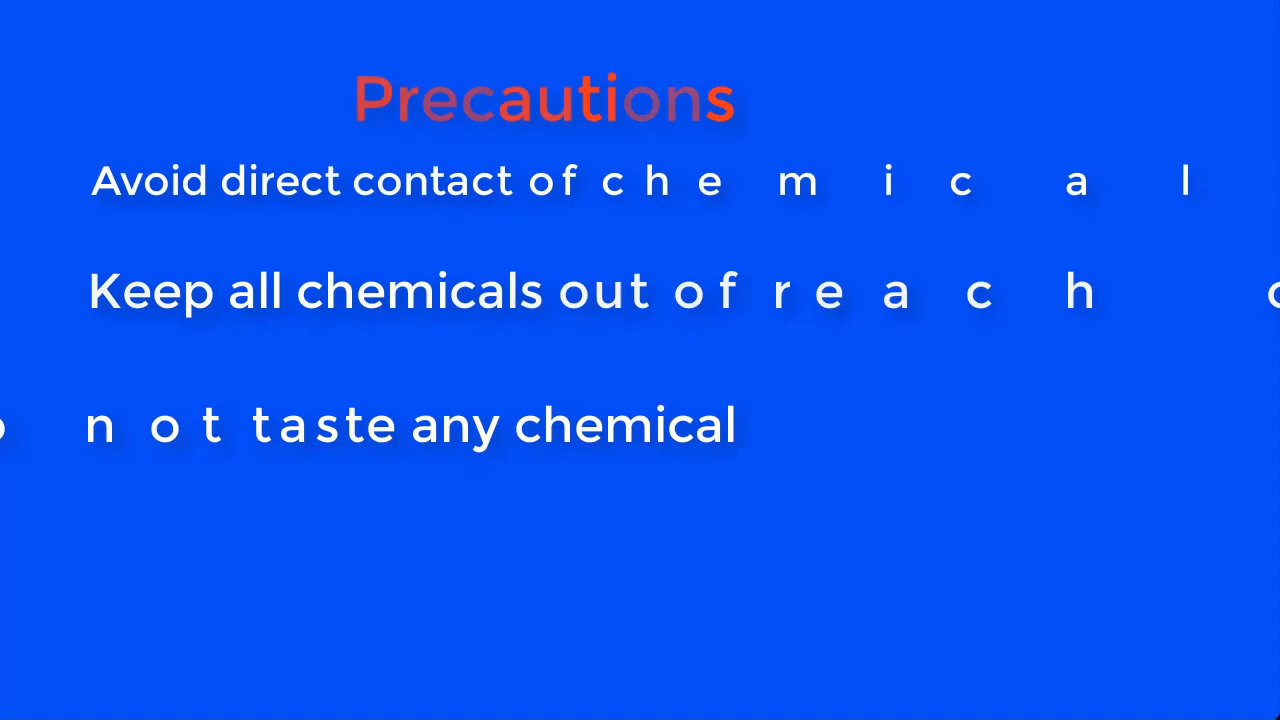 Precautions
Avoid direct contact of chemical
Keep all chemicals out of reach
not taste any chemical